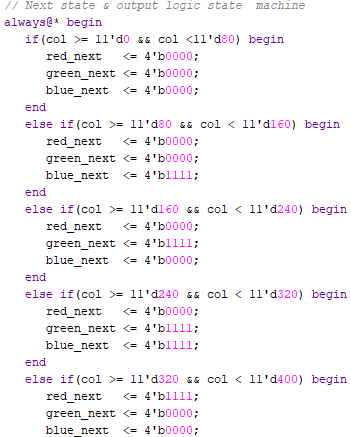 // Next state & output logic state  machine
always@* begin
   if(col >= 11'd0 && col <11'd80) begin
      red_next   <= 4'b0000;
      green_next <= 4'b0000;
      blue_next  <= 4'b0000;
   end
   else if(col >= 11'd80 && col < 11'd160) begin
      red_next   <= 4'b0000;
      green_next <= 4'b0000;
      blue_next  <= 4'b1111;
   end
   else if(col >= 11'd160 && col < 11'd240) begin
      red_next   <= 4'b0000;
      green_next <= 4'b1111;
      blue_next  <= 4'b0000;
   end
   else if(col >= 11'd240 && col < 11'd320) begin
      red_next   <= 4'b0000;
      green_next <= 4'b1111;
      blue_next  <= 4'b1111;
   end
   else if(col >= 11'd320 && col < 11'd400) begin
      red_next   <= 4'b1111;
      green_next <= 4'b0000;
      blue_next  <= 4'b0000;